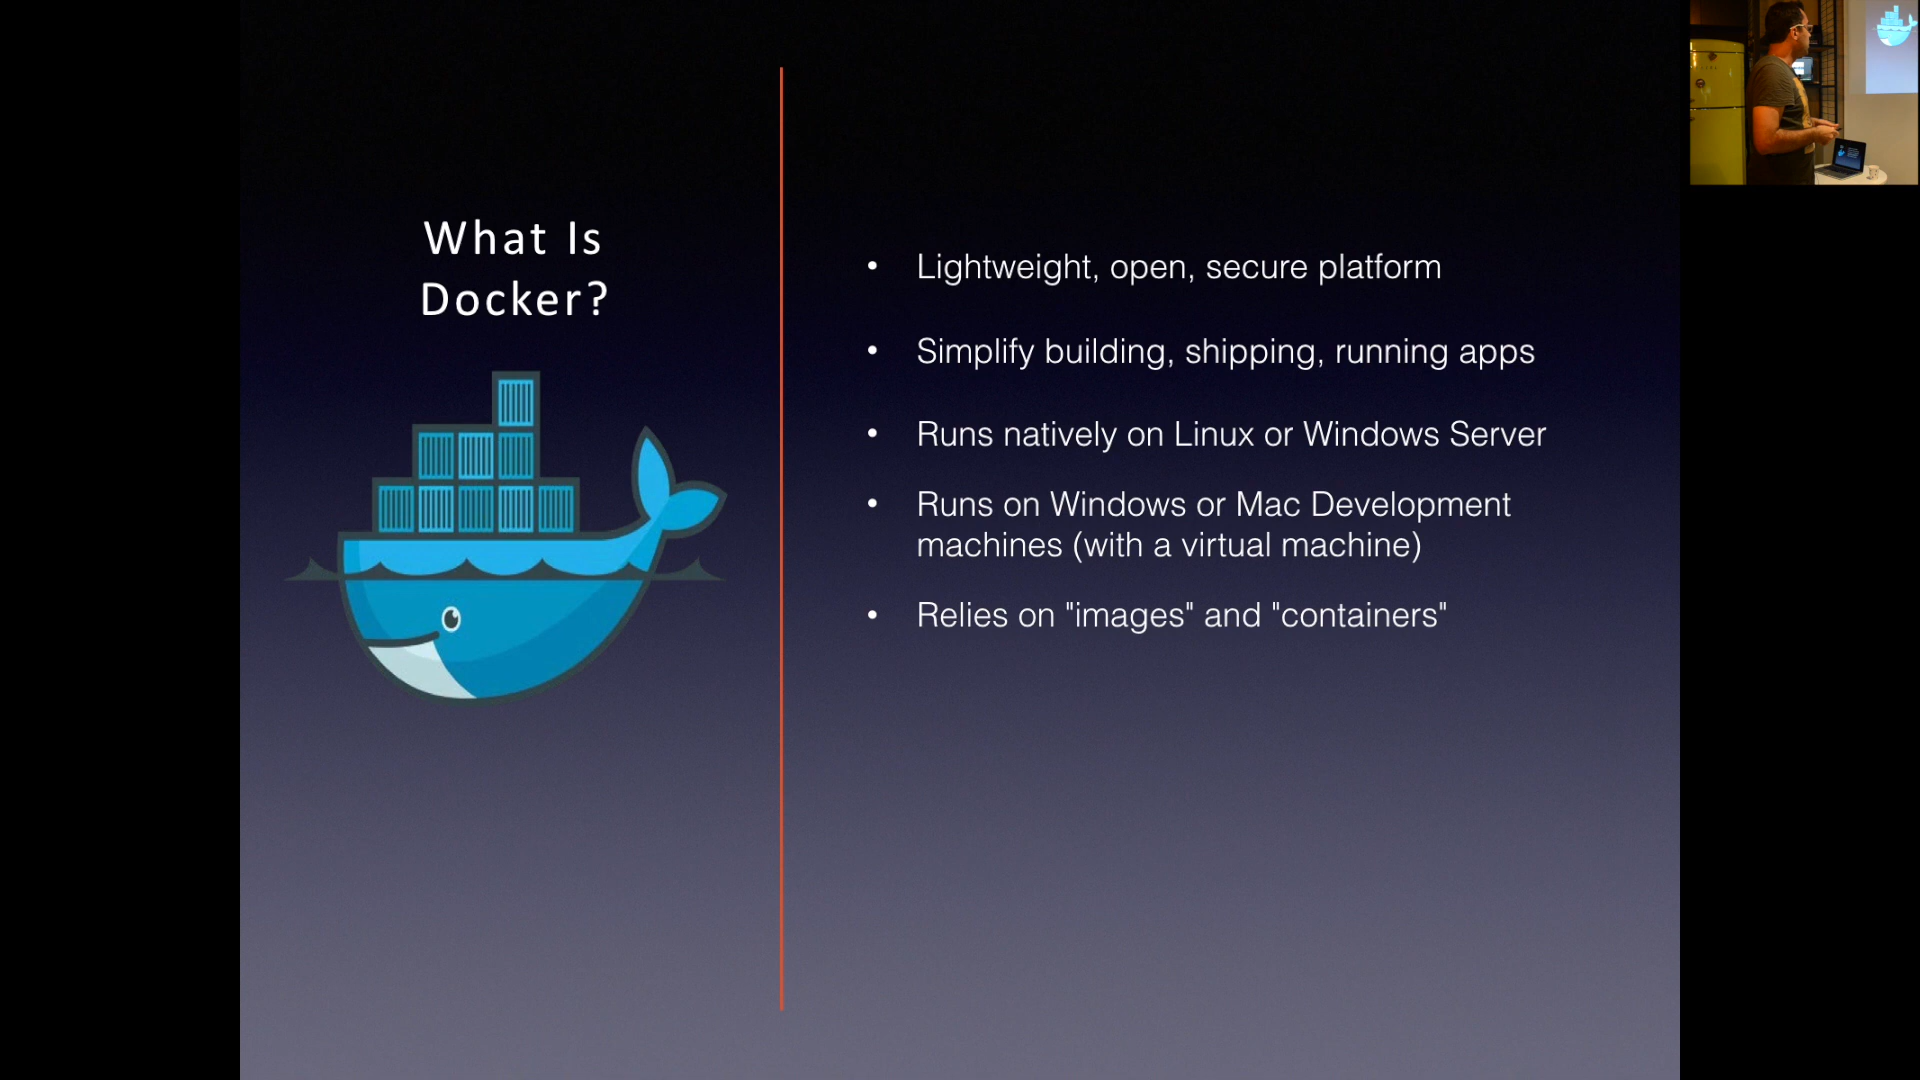 What Is
Docker?
• Lightweight, open, secure platform
• Simplify building, shipping, running apps
• Runs natively on Linux or Windows Server
• Runs on Windows or Mac Development
machines (with a virtual machine)
• Relies on "images" and "containers"